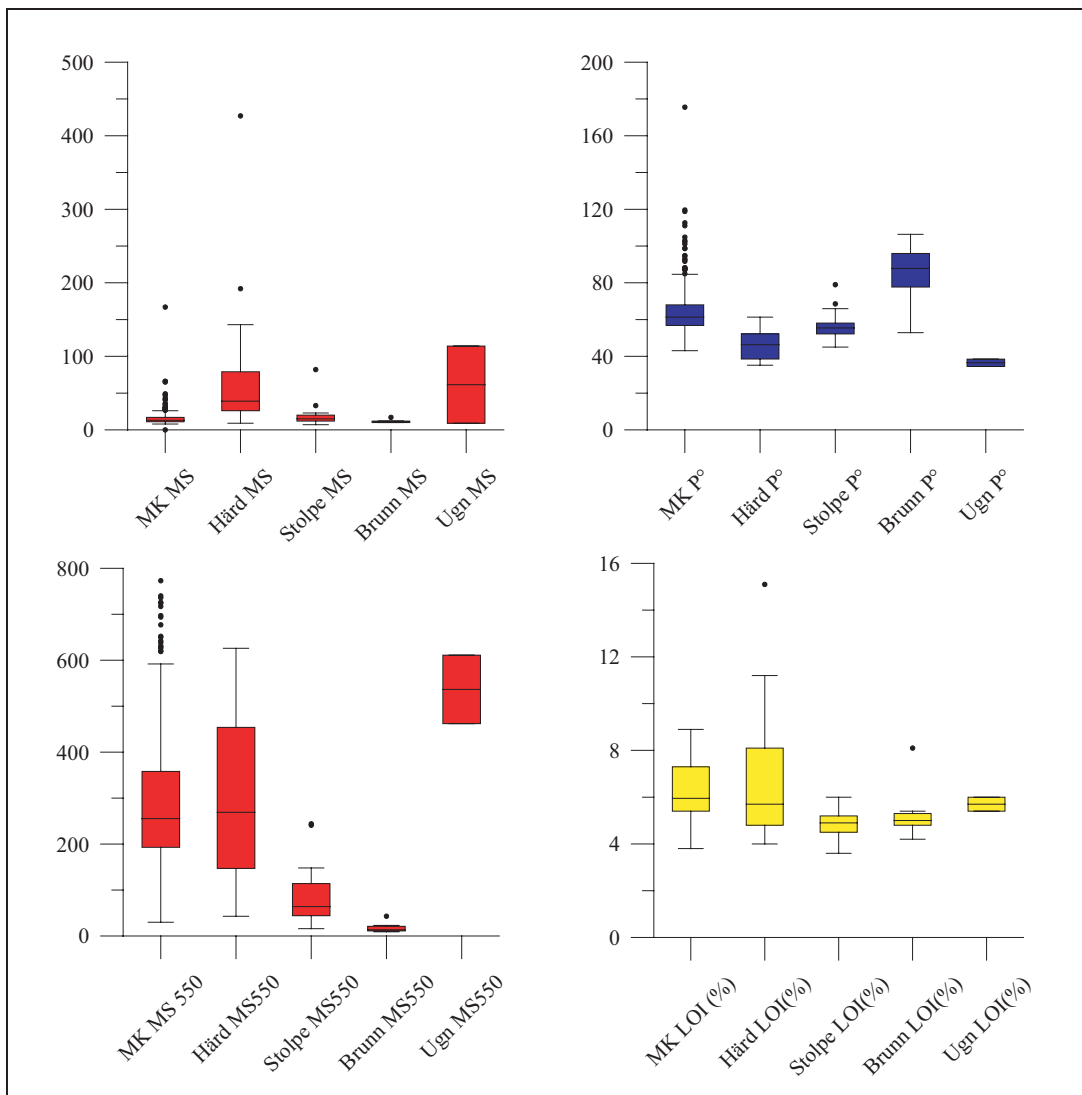 500
400
300
200
100
0
MK MS
Härd MS
Stolpe MS
Brunn MS
Ugn MS
200
160
120
80
40
0
MK P°
Härd P°
Stolpe P°
Brunn P°
Ugn P°
800
600
400
200
0
MK MS 550
Härd MS550
Stolpe MS550
Brunn MS550
Ugn MS550
16
12
8
4
0
MK LOI (%)
Härd LOI(%)
Stolpe LOI(%)
Brunn LOI(%)
Ugn LOI(%)